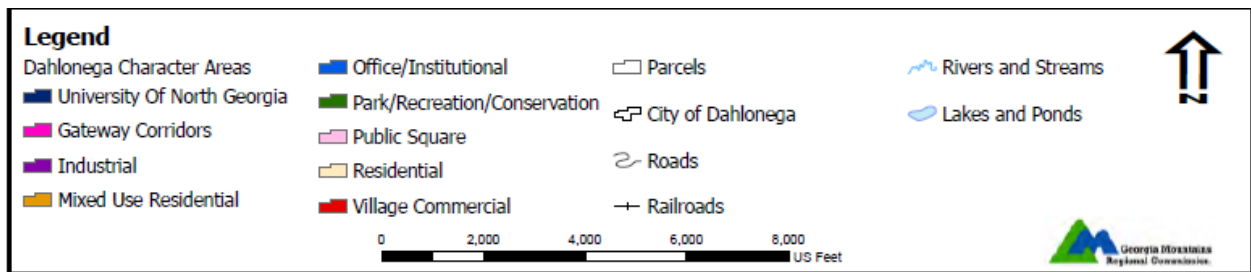 Legend
Dahlonega Character Areas
University Of North Georgia
Gateway Corridors
Industrial
Mixed Use Residential
Office/Institutional
Park/Recreation/Conservation
Public Square
Residential
Village Commercial
Parcels
City of Dahlonega
Roads
Railroads
Rivers and Streams
Lakes and Ponds
0 2,000 4,000 6,000 8,000
US Feet
N
Georgia Mountains
Regional Commission